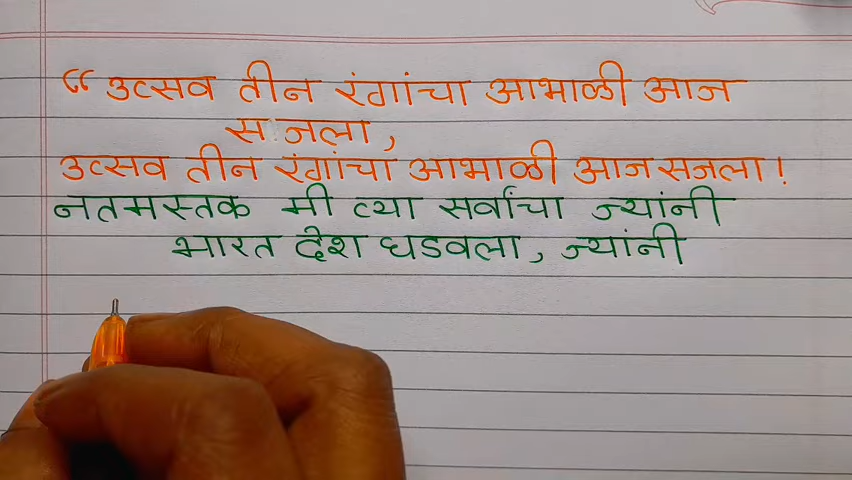 “उत्सव तीन रंगांचा आभाळी आज
सजला,
उत्सव तीन रंगांचा आभाळी आज सजला!
नतमस्तक मी त्या सर्वांचा ज्यांनी
भारत देश घडवला, ज्यांनी